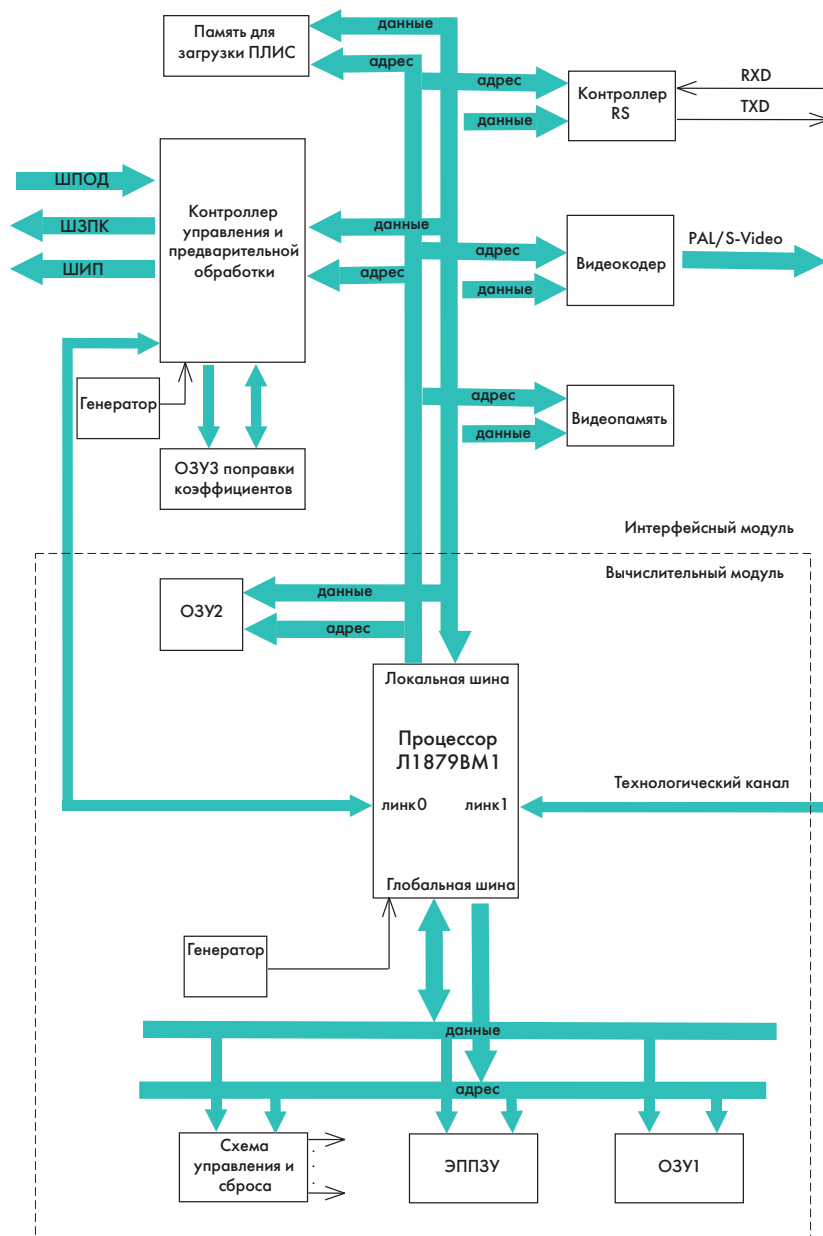 Память для
загрузки ПЛИС
данные
адрес
адрес
данные
Контроллер
RS
RXD
TXD
ШПОД
ШЗПК
ШИП
Контроллер
управления и
предварительной
обработки
данные
адрес
адрес
данные
Видеокодер
PAL/S-Video
Генератор
ОЗУ3 поправки
коэффициентов
адрес
данные
Видеопамять
Интерфейсный модуль
Вычислительный модуль
ОЗУ2
данные
адрес
Локальная шина
Процессор
Л1879ВМ1
линк0
линк1
Технологический канал
Глобальная шина
Генератор
данные
адрес
Схема
управления и
сброса
ЭППЗУ
ОЗУ1